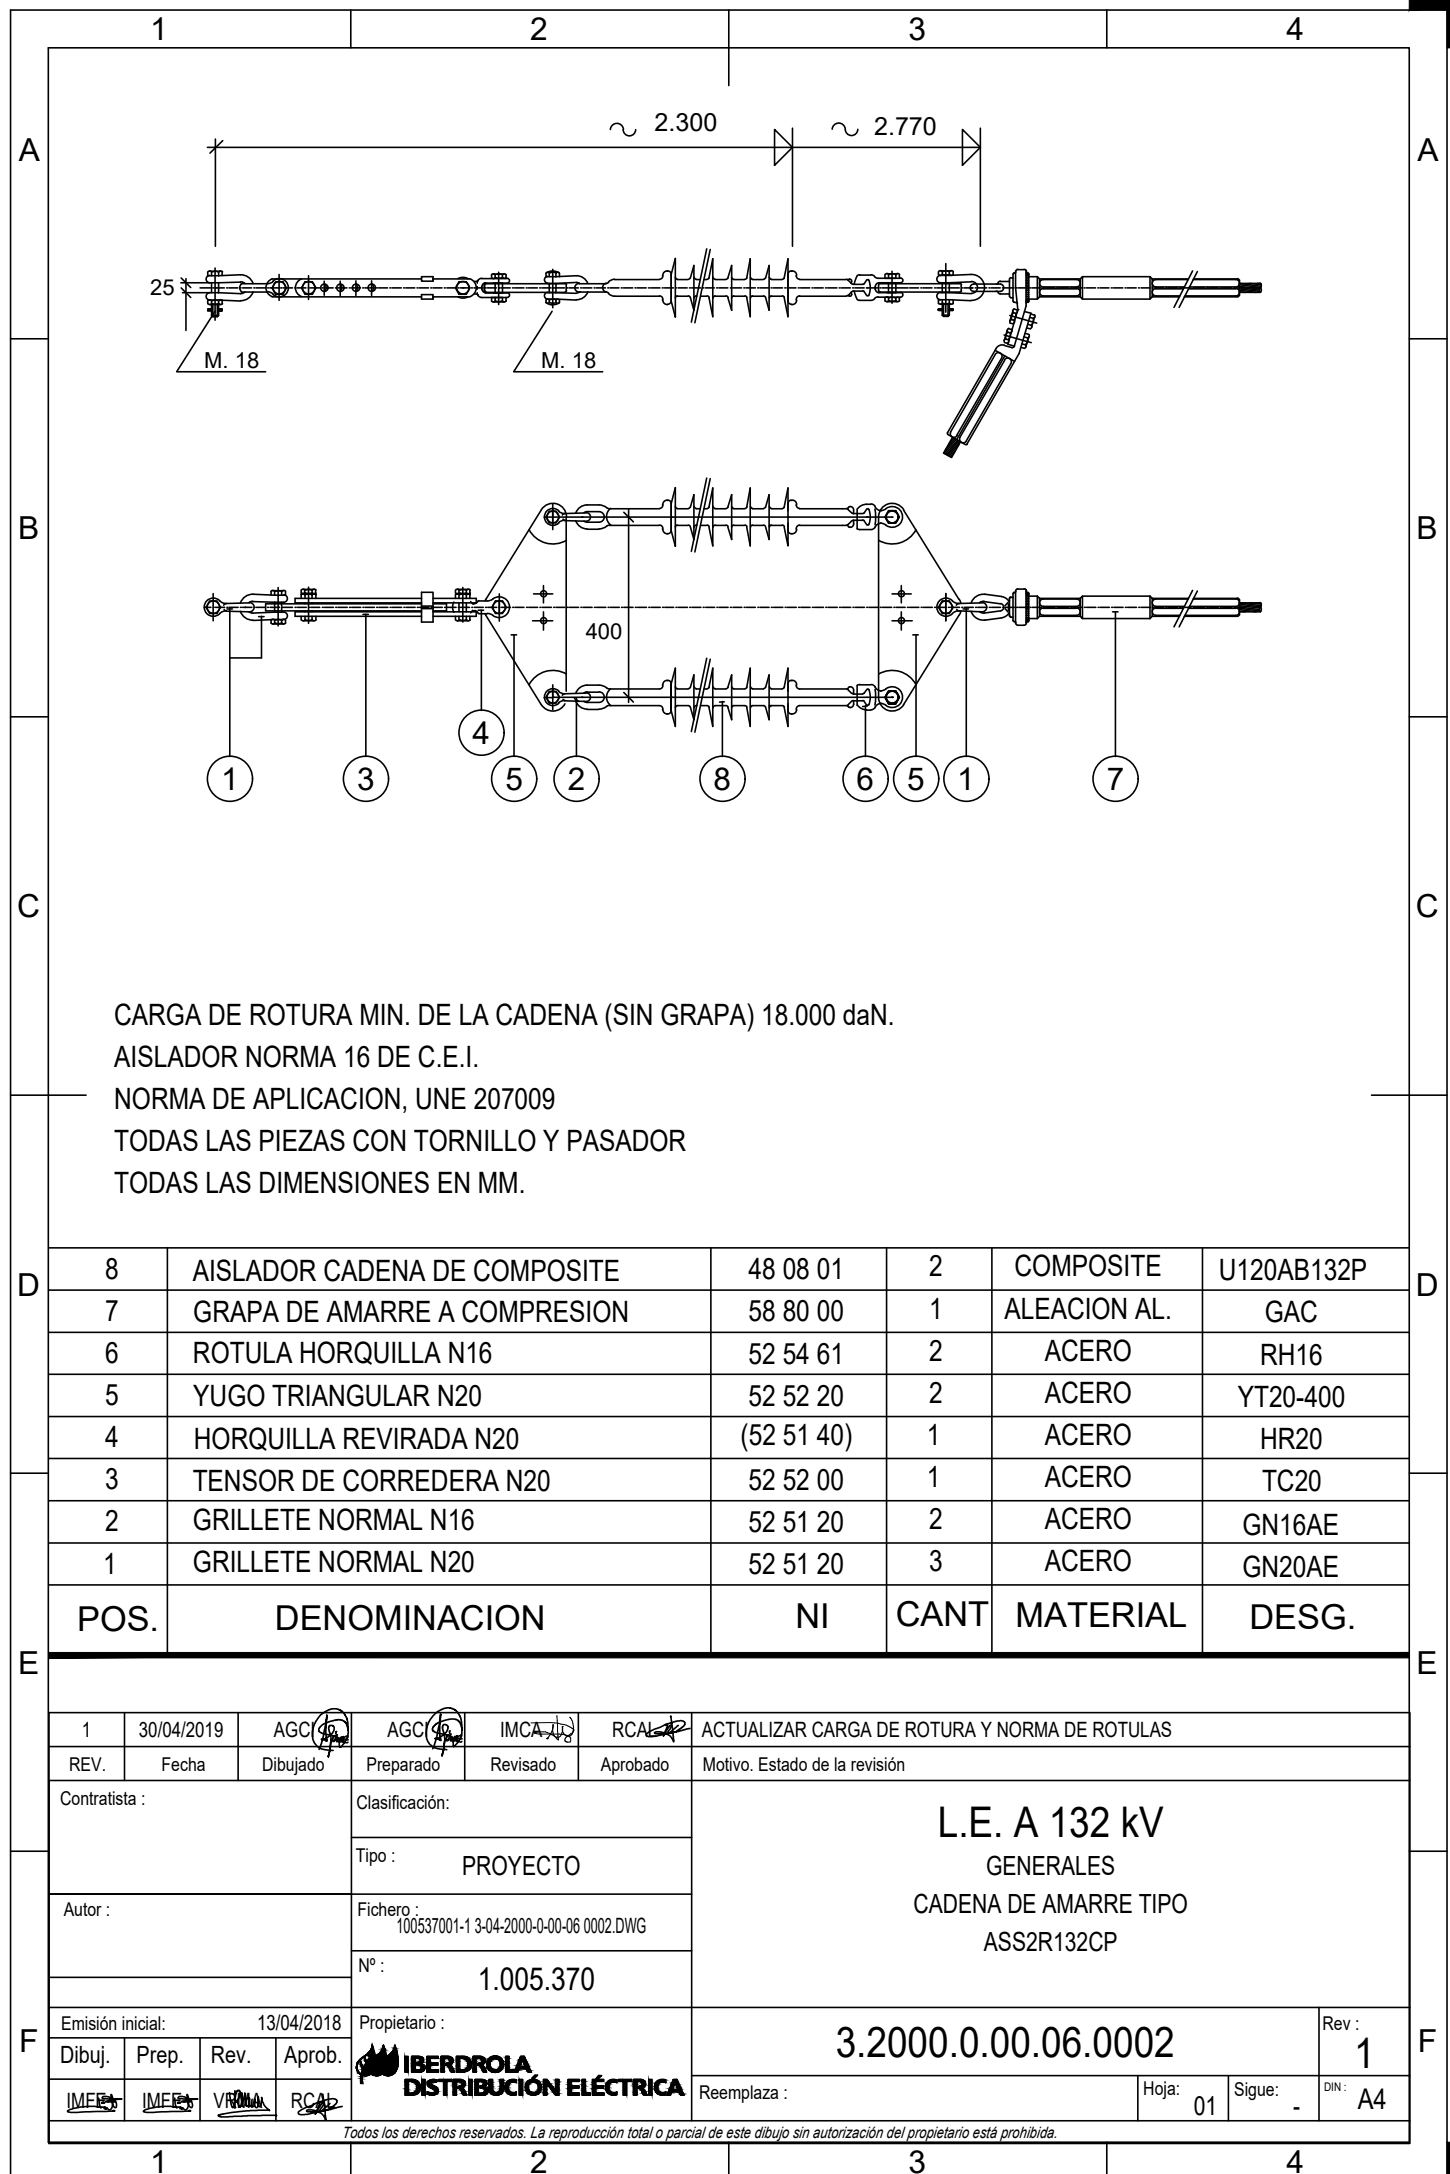 1 2 3 4
A A
∼ 2.300 ∼ 2.770
25
M. 18 M. 18
B B
400
4
1 3 5 2 8 6 5 1 7
C C
CARGA DE ROTURA MIN. DE LA CADENA (SIN GRAPA) 18.000 daN.
AISLADOR NORMA 16 DE C.E.I.
NORMA DE APLICACION, UNE 207009
TODAS LAS PIEZAS CON TORNILLO Y PASADOR
TODAS LAS DIMENSIONES EN MM.
D D
8 AISLADOR CADENA DE COMPOSITE 48 08 01 2 COMPOSITE U120AB132P
7 GRAPA DE AMARRE A COMPRESION 58 80 00 1 ALEACION AL. GAC
6 ROTULA HORQUILLA N16 52 54 61 2 ACERO RH16
5 YUGO TRIANGULAR N20 52 52 20 2 ACERO YT20-400
4 HORQUILLA REVIRADA N20 (52 51 40) 1 ACERO HR20
3 TENSOR DE CORREDERA N20 52 52 00 1 ACERO TC20
2 GRILLETE NORMAL N16 52 51 20 2 ACERO GN16AE
1 GRILLETE NORMAL N20 52 51 20 3 ACERO GN20AE
POS. DENOMINACION NI CANT MATERIAL DESG.
E E
1 30/04/2019 ACTUALIZAR CARGA DE ROTURA Y NORMA DE ROTULAS
REV. Fecha Dibujado Preparado Revisado Aprobado Motivo. Estado de la revisión
Contratista :
Clasificación:
Tipo : PROYECTO
Autor :
Fichero : 100537001-1 3-04-2000-0-00-06 0002.DWG
Nº : 1.005.370
L.E. A 132 kV
GENERALES
CADENA DE AMARRE TIPO
ASS2R132CP
Emisión inicial: 13/04/2018
Dibuj. Prep. Rev. Aprob.
Propietario :
IBERDROLA
DISTRIBUCIÓN ELÉCTRICA
3.2000.0.00.06.0002
Rev : 1
Reemplaza :
Hoja: 01 Sigue: - DIN : A4
F F
Todos los derechos reservados. La reproducción total o parcial de este dibujo sin autorización del propietario está prohibida.
1 2 3 4